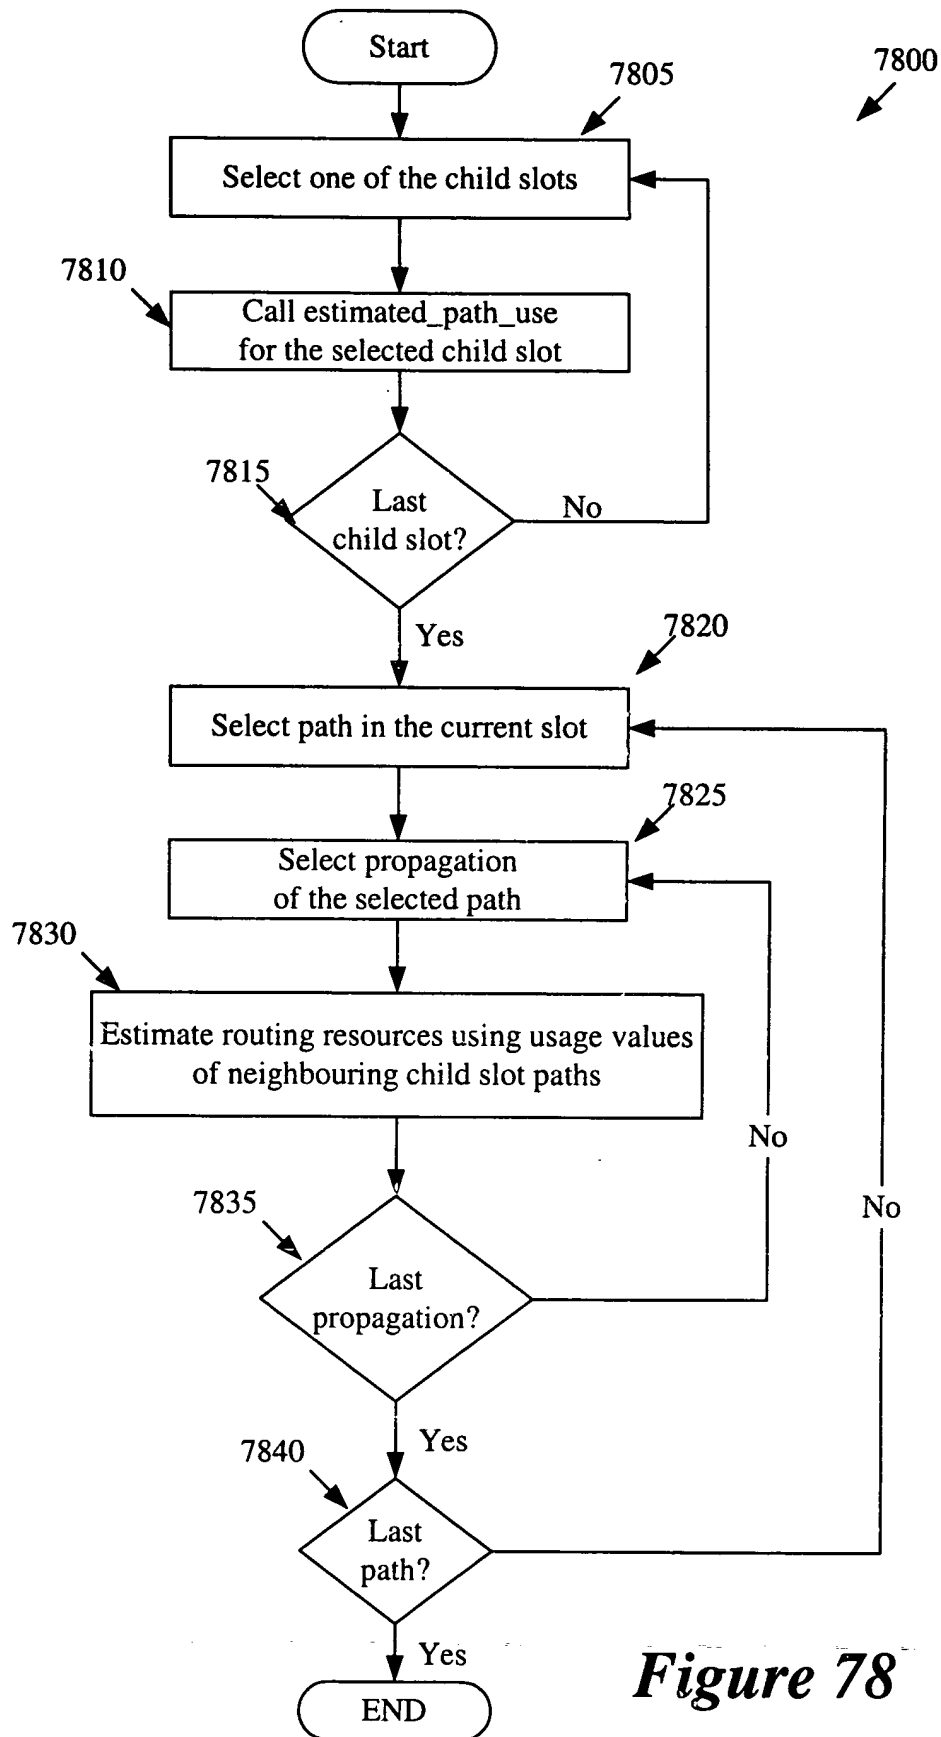 Start
7805
7800
Select one of the child slots
7810
Call estimated_path_use
for the selected child slot
7815
Last
child slot?
No
Yes
7820
Select path in the current slot
7825
Select propagation
of the selected path
7830
Estimate routing resources using usage values
of neighbouring child slot paths
No
7835
No
Last
propagation?
Yes
7840
Last
path?
Yes
Figure 78
END